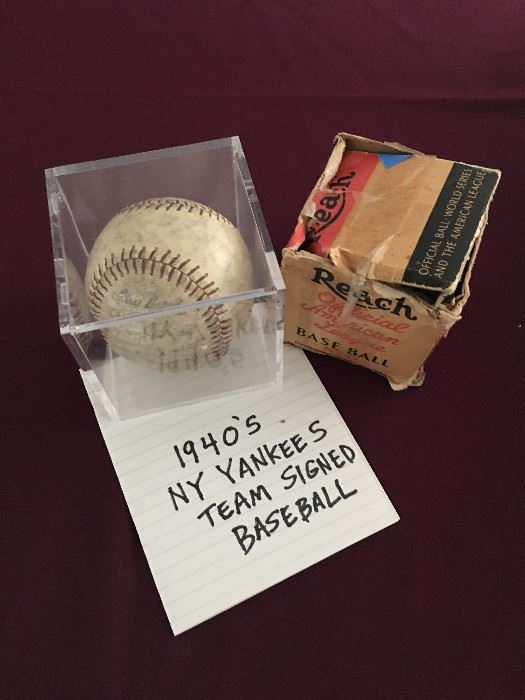 Reach
OFFICIAL BALL: WORLD SERIES
AND THE AMERICAN LEAGUE
Reach
Official
American
League
BASE BALL
1940'S
NY YANKEES
TEAM SIGNED
BASEBALL